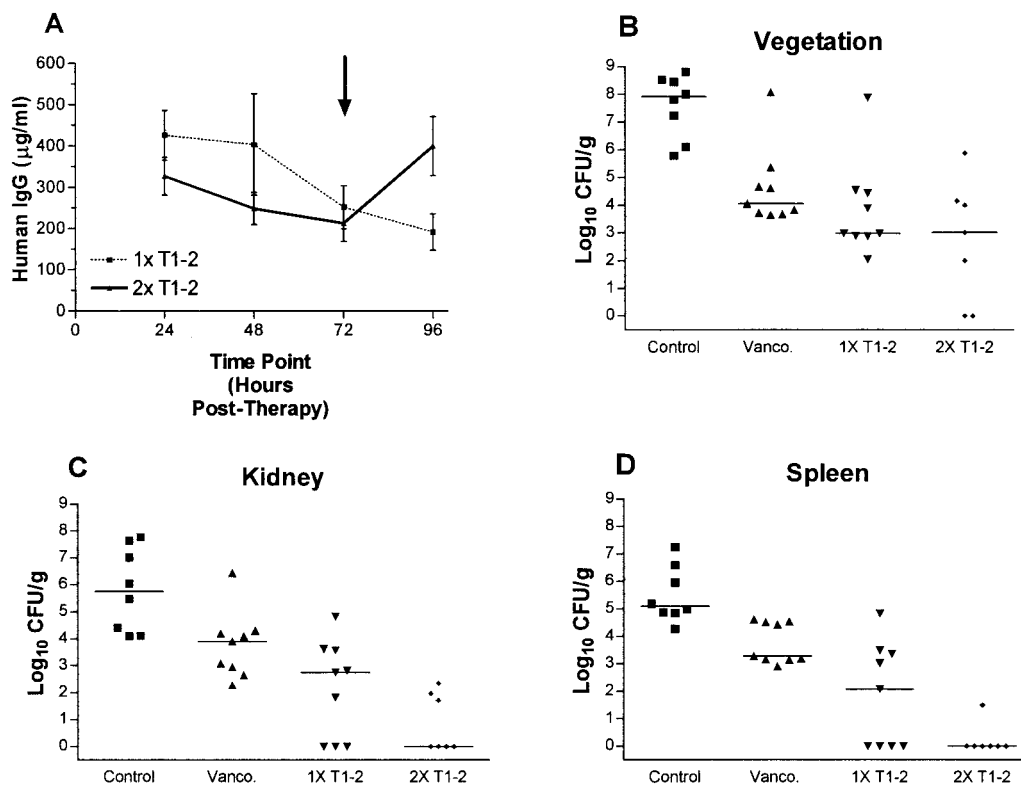 A
600
500
400
300
200
100
0
Human IgG (µg/ml)
1x T1-2
2x T1-2
0 24 48 72 96
Time Point
(Hours
Post-Therapy)
B
Vegetation
9
8
7
6
5
4
3
2
1
0
Log10 CFU/g
Control Vanco. 1X T1-2 2X T1-2
C
Kidney
9
8
7
6
5
4
3
2
1
0
Log10 CFU/g
Control Vanco. 1X T1-2 2X T1-2
D
Spleen
9
8
7
6
5
4
3
2
1
0
Log10 CFU/g
Control Vanco. 1X T1-2 2X T1-2